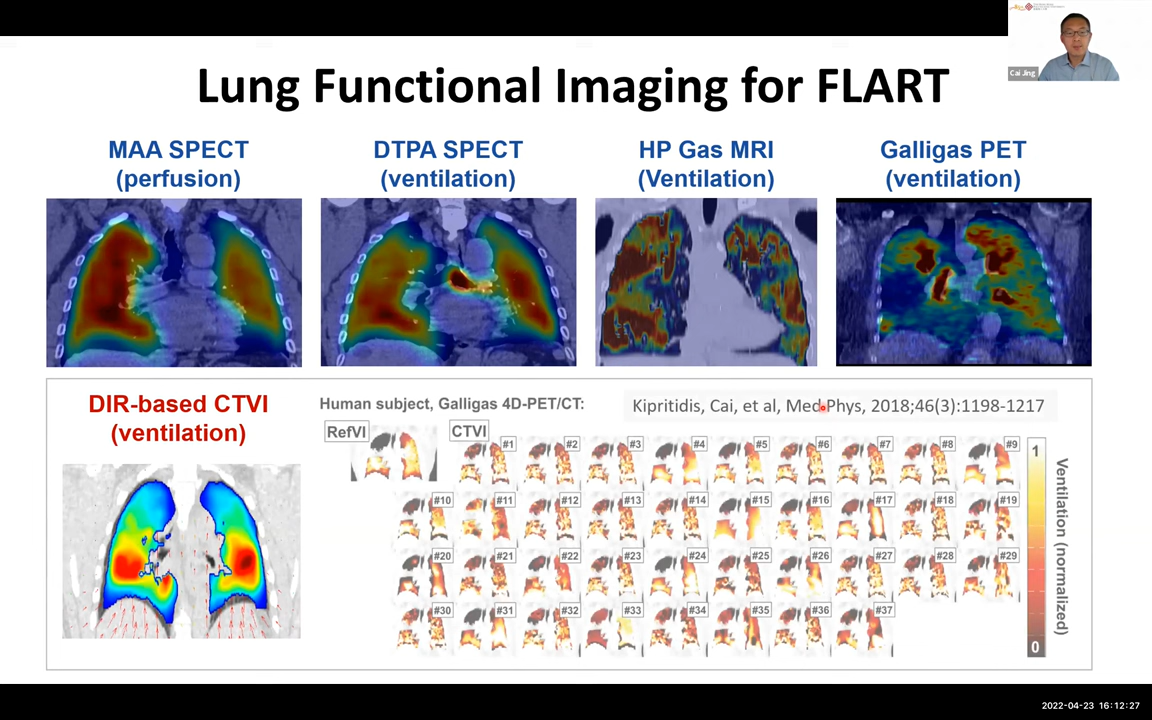 Cai Jing
Lung Functional Imaging for FLART
MAA SPECT
(perfusion)
DTPA SPECT
(ventilation)
HP Gas MRI
(Ventilation)
Galligas PET
(ventilation)
DIR-based CTVI
(ventilation)
Human subject, Galligas 4D-PET/CT:
Kipritidis, Cai, et al, Med Phys, 2018;46(3):1198-1217
RefVI
CTVI
#1 #2 #3 #4 #5 #6 #7 #8 #9
#10 #11 #12 #13 #14 #15 #16 #17 #18 #19
#20 #21 #22 #23 #24 #25 #26 #27 #28 #29
#30 #31 #32 #33 #34 #35 #36 #37
1
Ventilation (normalized)
0
2022-04-23 16:12:27